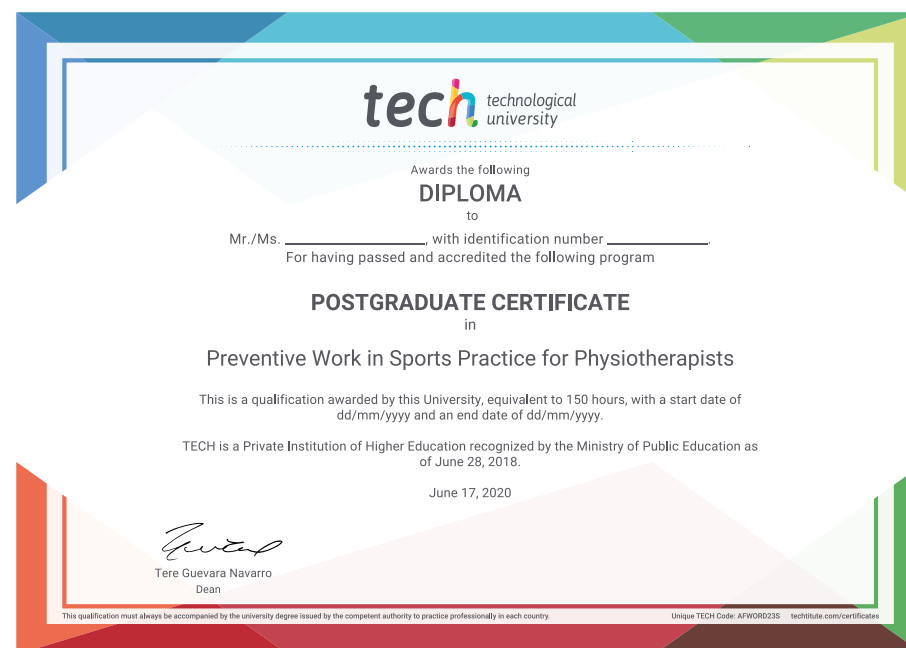 tech technological
university
Awards the following
DIPLOMA
to
Mr./Ms. ____________, with identification number ____________.
For having passed and accredited the following program
POSTGRADUATE CERTIFICATE
in
Preventive Work in Sports Practice for Physiotherapists
This is a qualification awarded by this University, equivalent to 150 hours, with a start date of
dd/mm/yyyy and an end date of dd/mm/yyyy.
TECH is a Private Institution of Higher Education recognized by the Ministry of Public Education as
of June 28, 2018.
June 17, 2020
Tere Guevara Navarro
Dean
This qualification must always be accompanied by the university degree issued by the competent authority to practice professionally in each country. Unique TECH Code: AFWORD23S techtitute.com/certificates